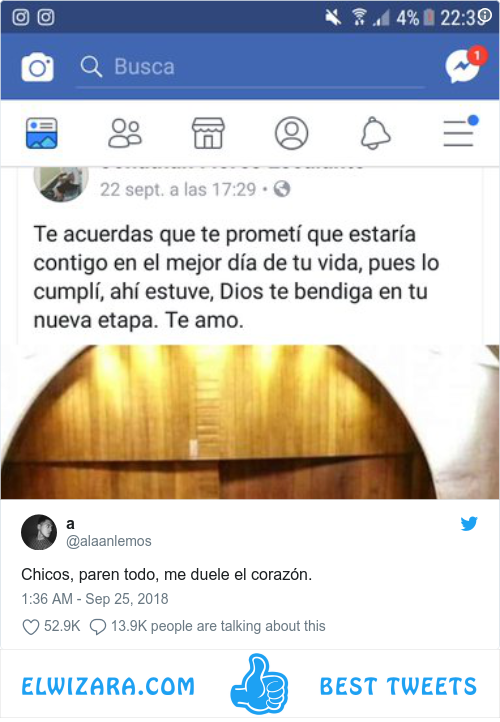 4% 22:39
Busca
1
22 sept. a las 17:29 •
Te acuerdas que te prometí que estaría
contigo en el mejor día de tu vida, pues lo
cumplí, ahí estuve, Dios te bendiga en tu
nueva etapa. Te amo.
a
@alaanlemos
Chicos, paren todo, me duele el corazón.
1:36 AM - Sep 25, 2018
52.9K 13.9K people are talking about this
ELWIZARA.COM BEST TWEETS